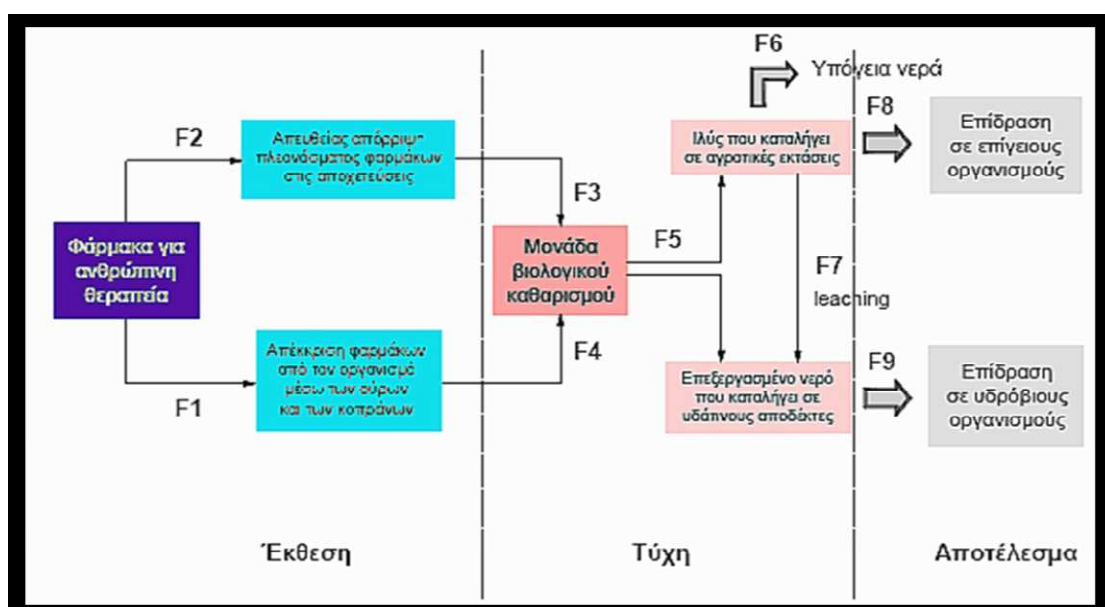 F6
Υπόγεια νερά
F2
Απευθείας απόρριψη
πλεονάσματος φαρμάκων
στις αποχετεύσεις
Ιλύς που καταλήγει
σε αγροτικές εκτάσεις
F8
Επίδραση
σε επίγειους
οργανισμούς
F3
Φάρμακα για
ανθρώπινη
θεραπεία
Μονάδα
βιολογικού
καθαρισμού
F5
F7
leaching
F1
Απέκκριση φαρμάκων
από τον οργανισμό
μέσω των ούρων
και των κοπράνων
F4
Επεξεργασμένο νερό
που καταλήγει σε
υδάτινους αποδέκτες
F9
Επίδραση
σε υδρόβιους
οργανισμούς
Έκθεση
Τύχη
Αποτέλεσμα